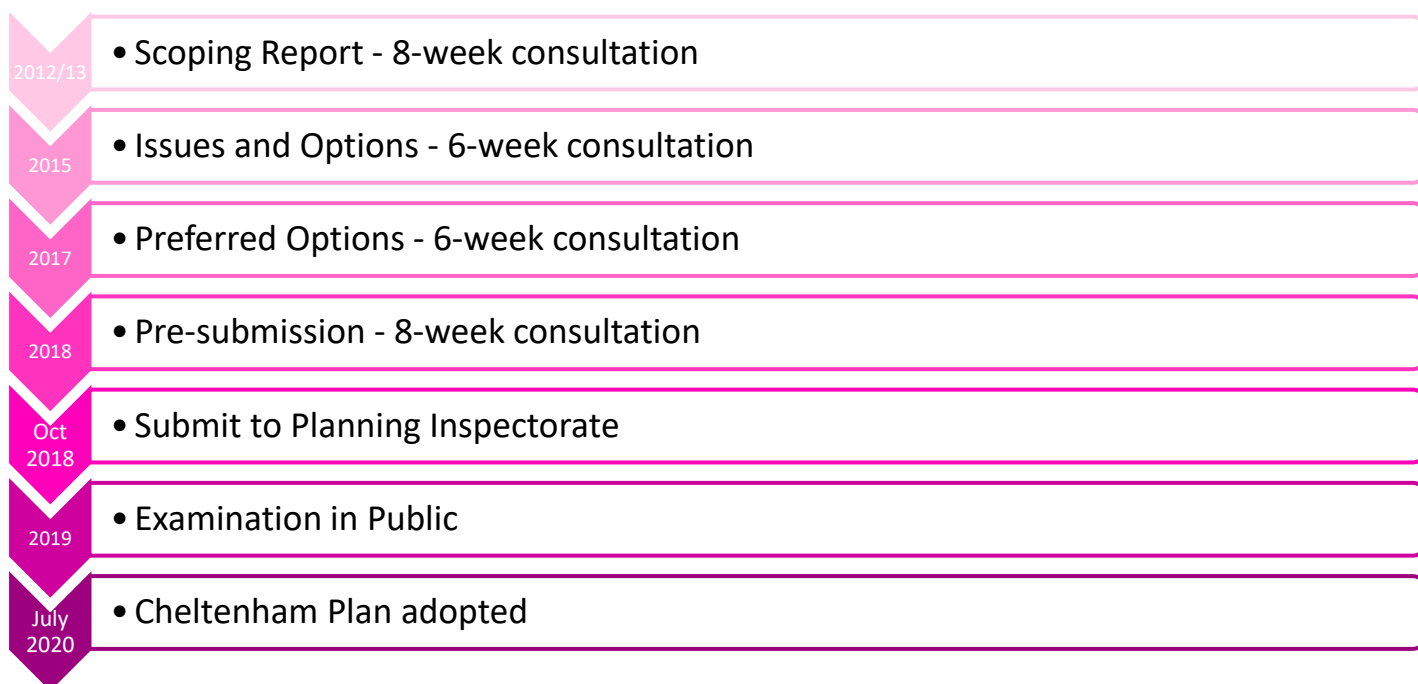 2012/13
• Scoping Report - 8-week consultation
2015
• Issues and Options - 6-week consultation
2017
• Preferred Options - 6-week consultation
2018
• Pre-submission - 8-week consultation
Oct
2018
• Submit to Planning Inspectorate
2019
• Examination in Public
July
2020
• Cheltenham Plan adopted